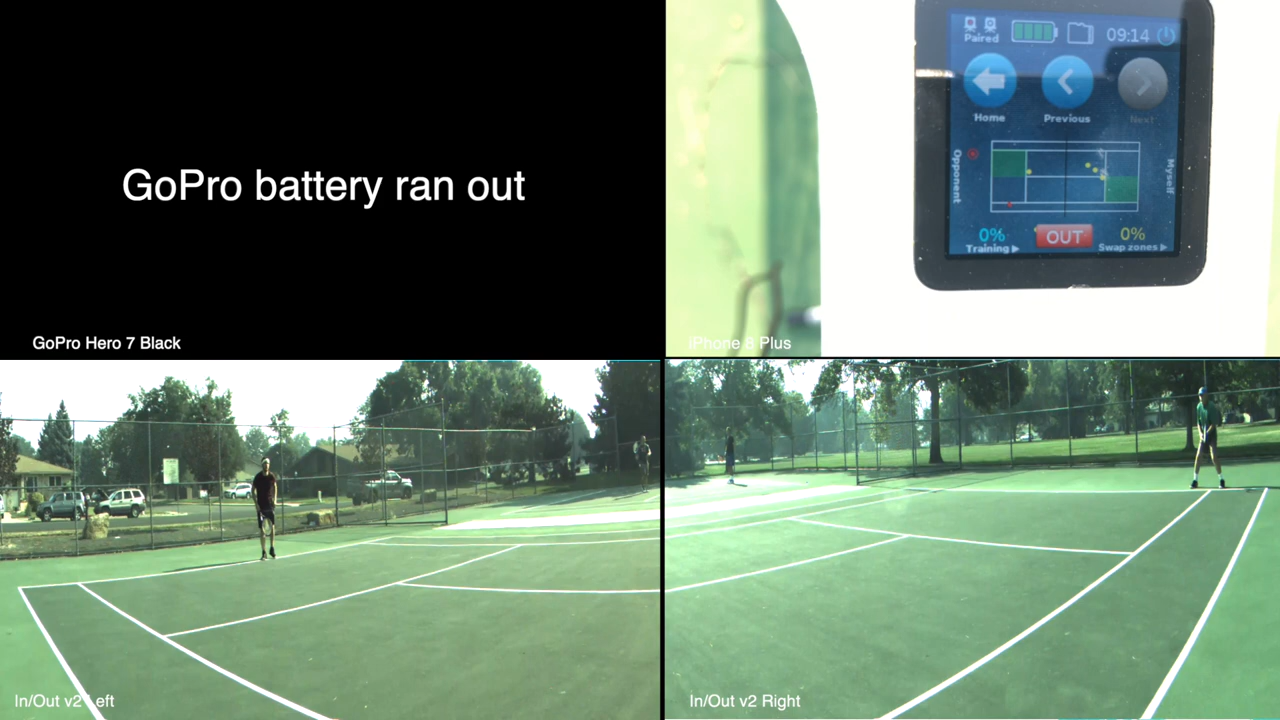 GoPro battery ran out
GoPro Hero 7 Black
Paired
09:14
Home
Previous
Next
Opponent
Myself
0%
OUT
0%
Training
Swap zones
iPhone 8 Plus
In/Out v2 Left
In/Out v2 Right